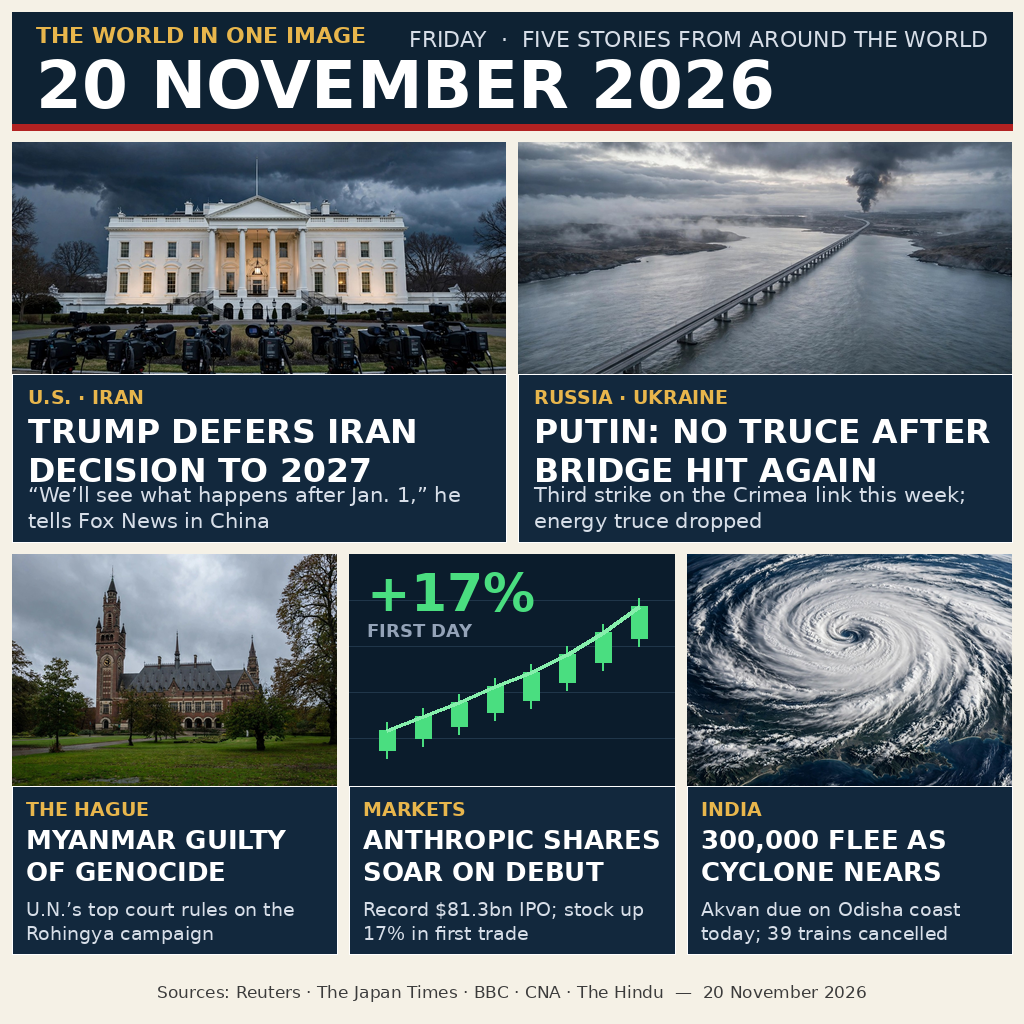 THE WORLD IN ONE IMAGE
FRIDAY · FIVE STORIES FROM AROUND THE WORLD
20 NOVEMBER 2026
U.S. · IRAN
TRUMP DEFERS IRAN
DECISION TO 2027
“We’ll see what happens after Jan. 1,” he
tells Fox News in China
RUSSIA · UKRAINE
PUTIN: NO TRUCE AFTER
BRIDGE HIT AGAIN
Third strike on the Crimea link this week;
energy truce dropped
THE HAGUE
MYANMAR GUILTY
OF GENOCIDE
U.N.’s top court rules on the
Rohingya campaign
+17%
FIRST DAY
MARKETS
ANTHROPIC SHARES
SOAR ON DEBUT
Record $81.3bn IPO; stock up
17% in first trade
INDIA
300,000 FLEE AS
CYCLONE NEARS
Akvan due on Odisha coast
today; 39 trains cancelled
Sources: Reuters · The Japan Times · BBC · CNA · The Hindu — 20 November 2026